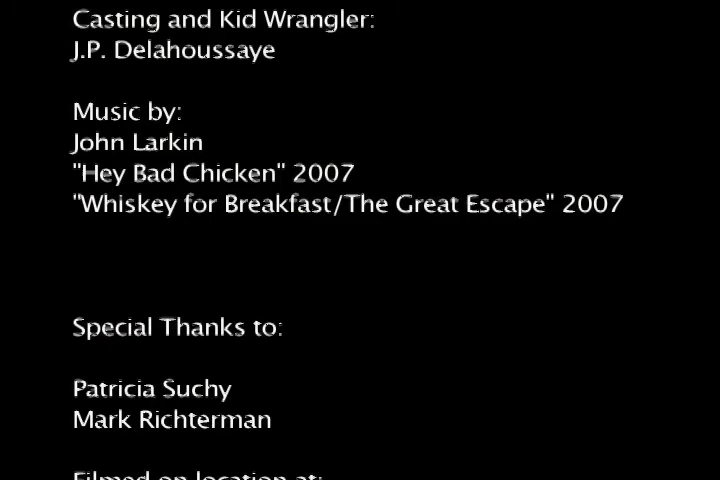 Casting and Kid Wrangler:
J.P. Delahoussaye
Music by:
John Larkin
"Hey Bad Chicken" 2007
"Whiskey for Breakfast/The Great Escape" 2007
Special Thanks to:
Patricia Suchy
Mark Richterman
Filmed on location at: